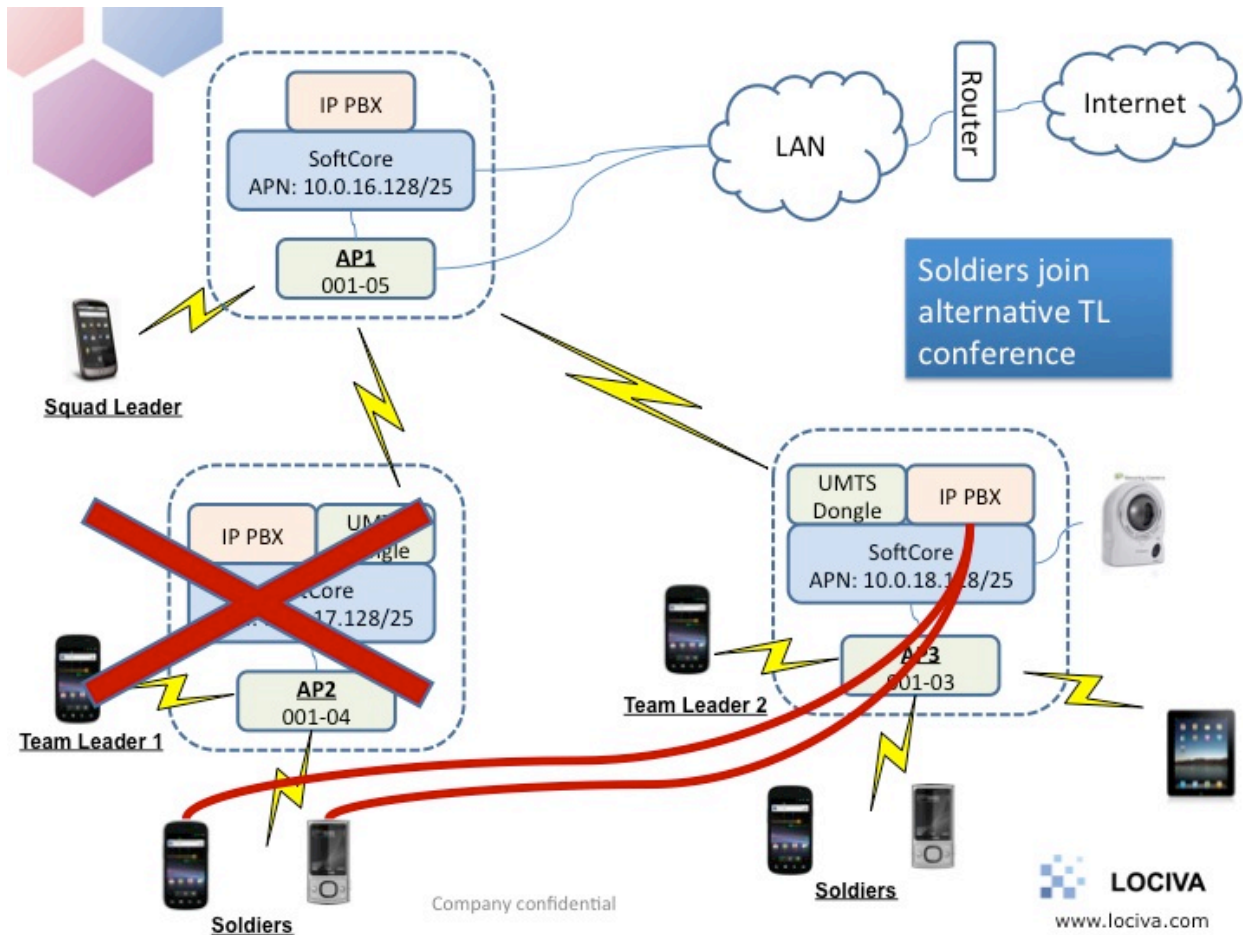 IP PBX
SoftCore
APN: 10.0.16.128/25
AP1
001-05
LAN
Router
Internet
Soldiers join
alternative TL
conference
Squad Leader
IP PBX
17.128/25
AP2
001-04
Team Leader 1
UMTS
Dongle
IP PBX
SoftCore
APN: 10.0.18.128/25
AP3
001-03
Team Leader 2
Soldiers
Soldiers
Company confidential
LOCIVA
www.lociva.com